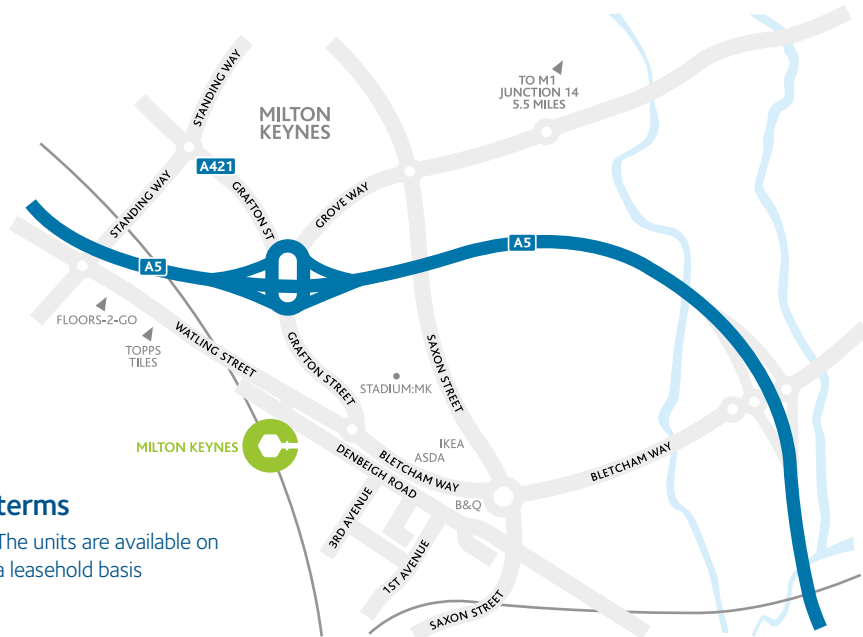 STANDING WAY
MILTON
KEYNES
TO M1
JUNCTION 14
5.5 MILES
A421
STANDING WAY
GRAFTON ST
GROVE WAY
A5
A5
FLOORS-2-GO
TOPPS
TILES
WATLING STREET
GRAFTON STREET
SAXON STREET
STADIUM:MK
MILTON KEYNES
IKEA
ASDA
BLETCHAM WAY
BLETCHAM WAY
DENBEIGH ROAD
B&Q
3RD AVENUE
1ST AVENUE
SAXON STREET
terms
The units are available on
a leasehold basis